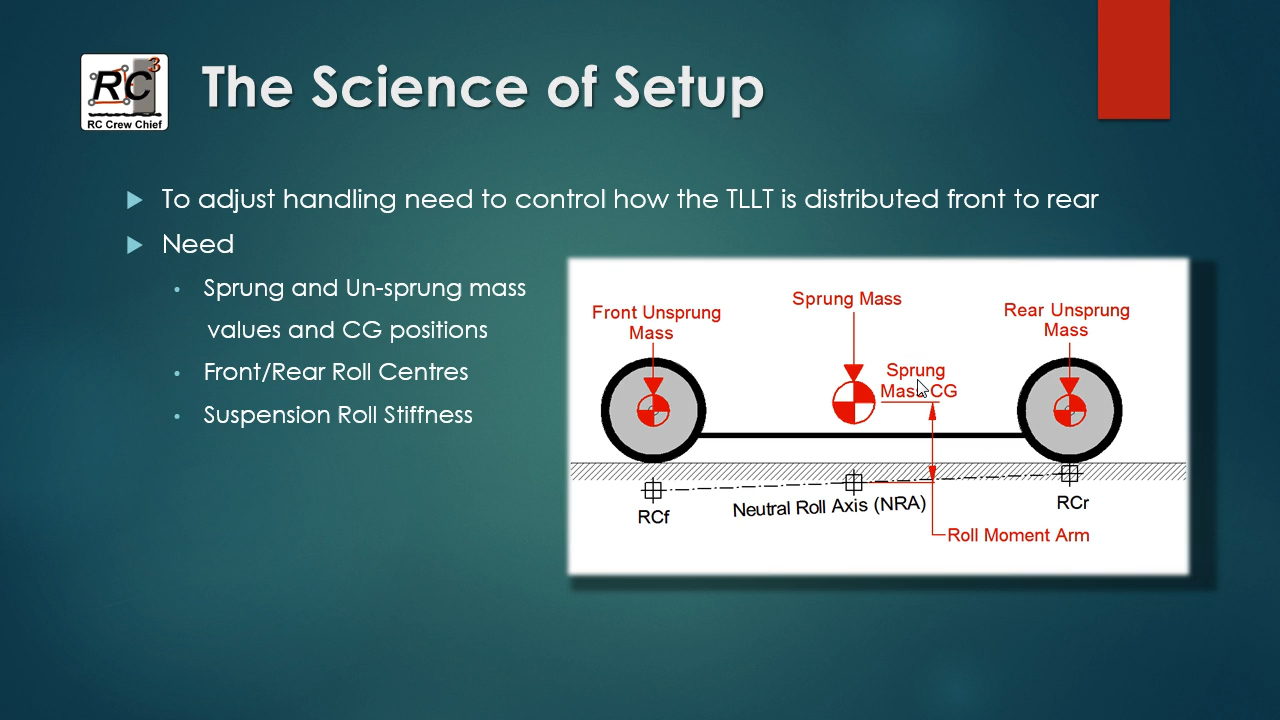 RC3
RC Crew Chief
The Science of Setup
To adjust handling need to control how the TLLT is distributed front to rear
Need
Sprung and Un-sprung mass
values and CG positions
Front/Rear Roll Centres
Suspension Roll Stiffness
Front Unsprung
Mass
Sprung Mass
Rear Unsprung
Mass
Sprung
Mass CG
RCf
Neutral Roll Axis (NRA)
RCr
Roll Moment Arm